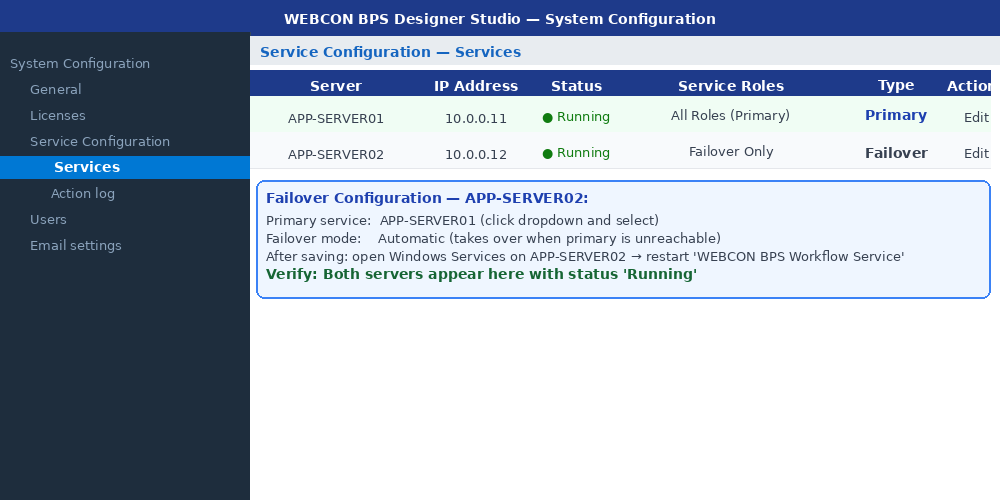 WEBCON BPS Designer Studio — System Configuration
System Configuration
General
Licenses
Service Configuration
Services
Action log
Users
Email settings
Service Configuration — Services
Server IP Address Status Service Roles Type Action
APP-SERVER01 10.0.0.11 ● Running All Roles (Primary) Primary Edit
APP-SERVER02 10.0.0.12 ● Running Failover Only Failover Edit
Failover Configuration — APP-SERVER02:
Primary service: APP-SERVER01 (click dropdown and select)
Failover mode: Automatic (takes over when primary is unreachable)
After saving: open Windows Services on APP-SERVER02 → restart 'WEBCON BPS Workflow Service'
Verify: Both servers appear here with status 'Running'